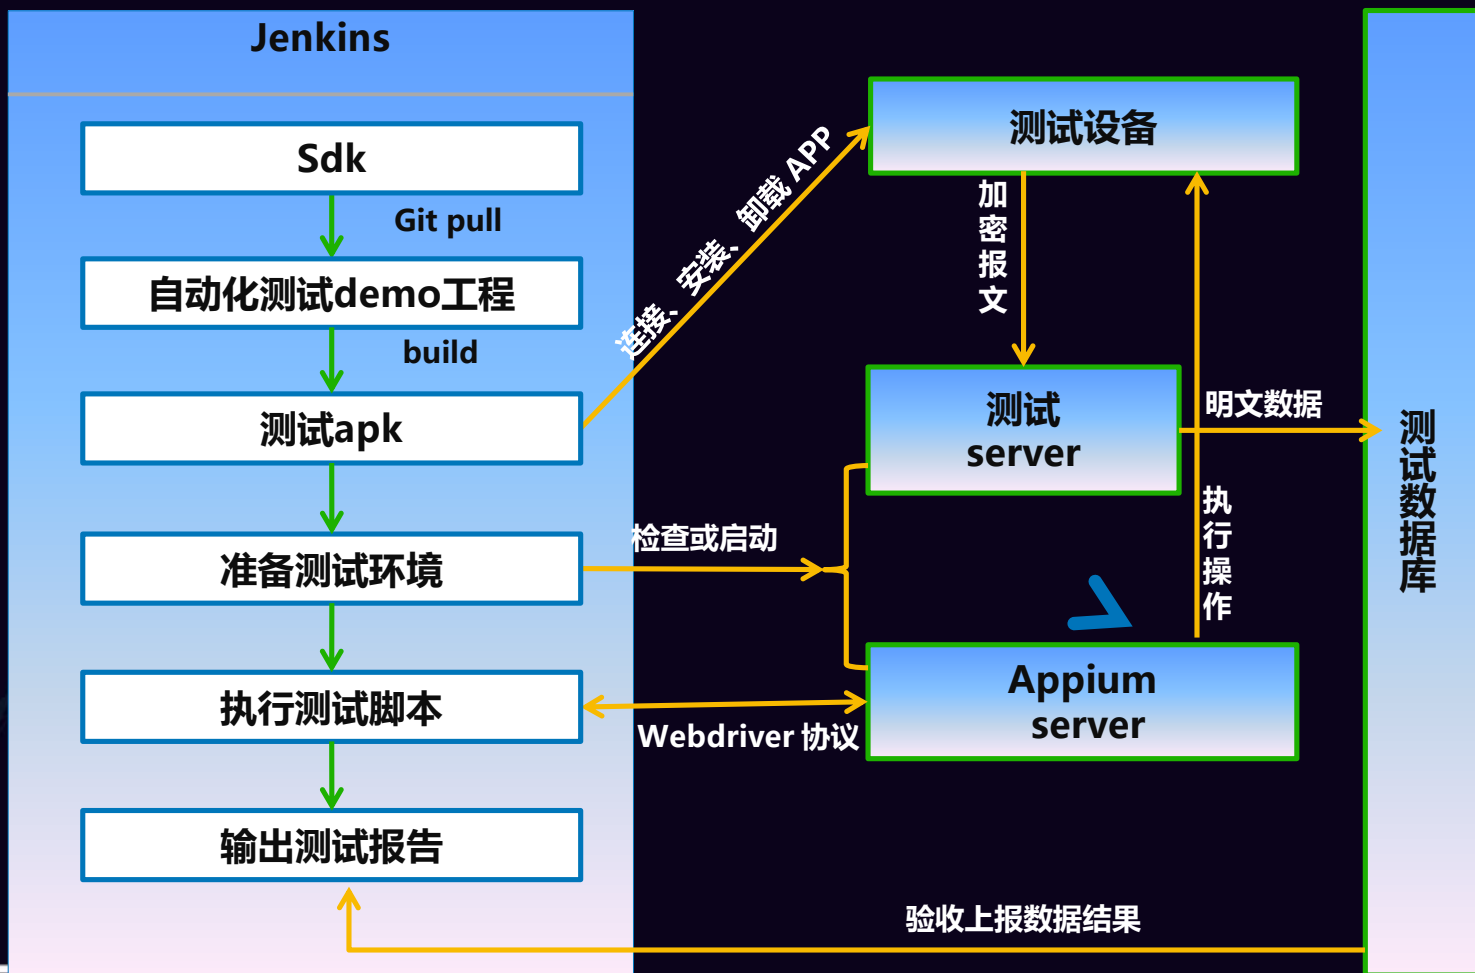 Jenkins
Sdk
Git pull
自动化测试demo工程
build
测试apk
准备测试环境
执行测试脚本
输出测试报告
连接、安装、卸载 APP
测试设备
加密报文
测试
server
明文数据
检查或启动
执行操作
Appium
server
Webdriver 协议
测试数据库
验收上报数据结果